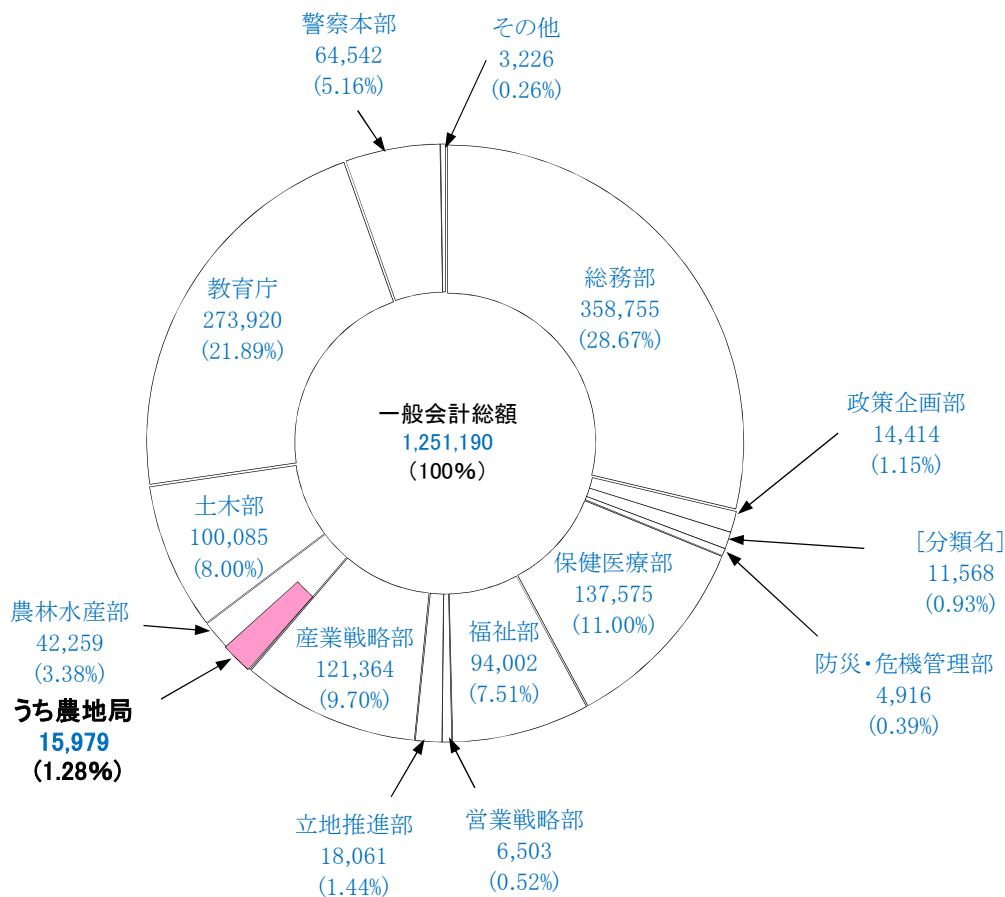 警察本部
64,542
(5.16%)
その他
3,226
(0.26%)
総務部
358,755
(28.67%)
教育庁
273,920
(21.89%)
一般会計総額
1,251,190
(100%)
政策企画部
14,414
(1.15%)
[分類名]
11,568
(0.93%)
防災・危機管理部
4,916
(0.39%)
保健医療部
137,575
(11.00%)
福祉部
94,002
(7.51%)
営業戦略部
6,503
(0.52%)
立地推進部
18,061
(1.44%)
産業戦略部
121,364
(9.70%)
土木部
100,085
(8.00%)
農林水産部
42,259
(3.38%)
うち農地局
15,979
(1.28%)